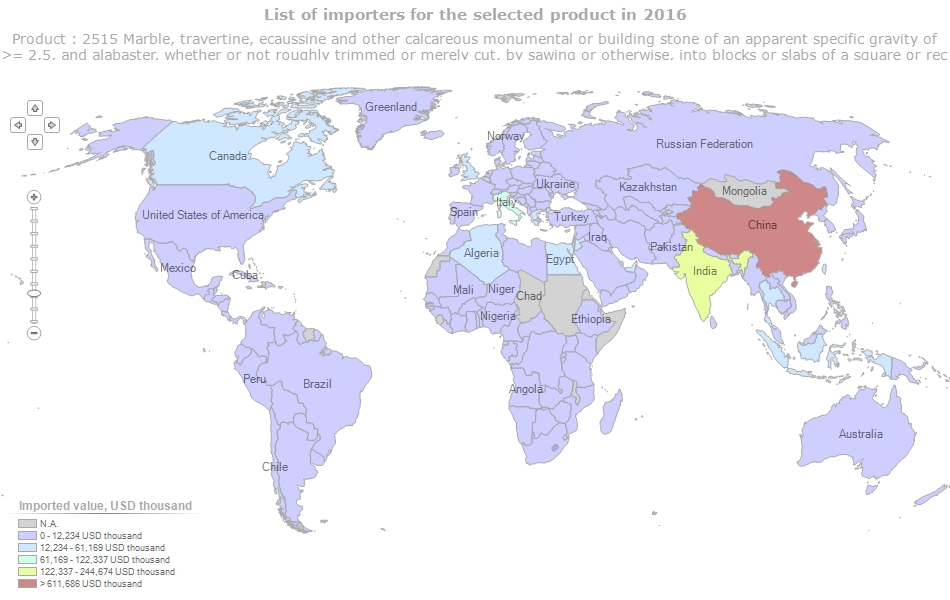 List of importers for the selected product in 2016
Product : 2515 Marble, travertine, ecaussine and other calcareous monumental or building stone of an apparent specific gravity of
>= 2,5, and alabaster, whether or not roughly trimmed or merely cut, by sawing or otherwise, into blocks or slabs of a square or rec
Greenland
Norway
Russian Federation
Canada
Ukraine
Kazakhstan
Mongolia
Italy
Spain
Turkey
United States of America
China
Iraq
Pakistan
Algeria
Egypt
India
Mexico
Cuba
Mali
Niger
Chad
Nigeria
Ethiopia
Peru
Brazil
Angola
Australia
Chile
Imported value, USD thousand
N.A.
0 - 12,234 USD thousand
12,234 - 61,169 USD thousand
61,169 - 122,337 USD thousand
122,337 - 244,674 USD thousand
> 611,686 USD thousand